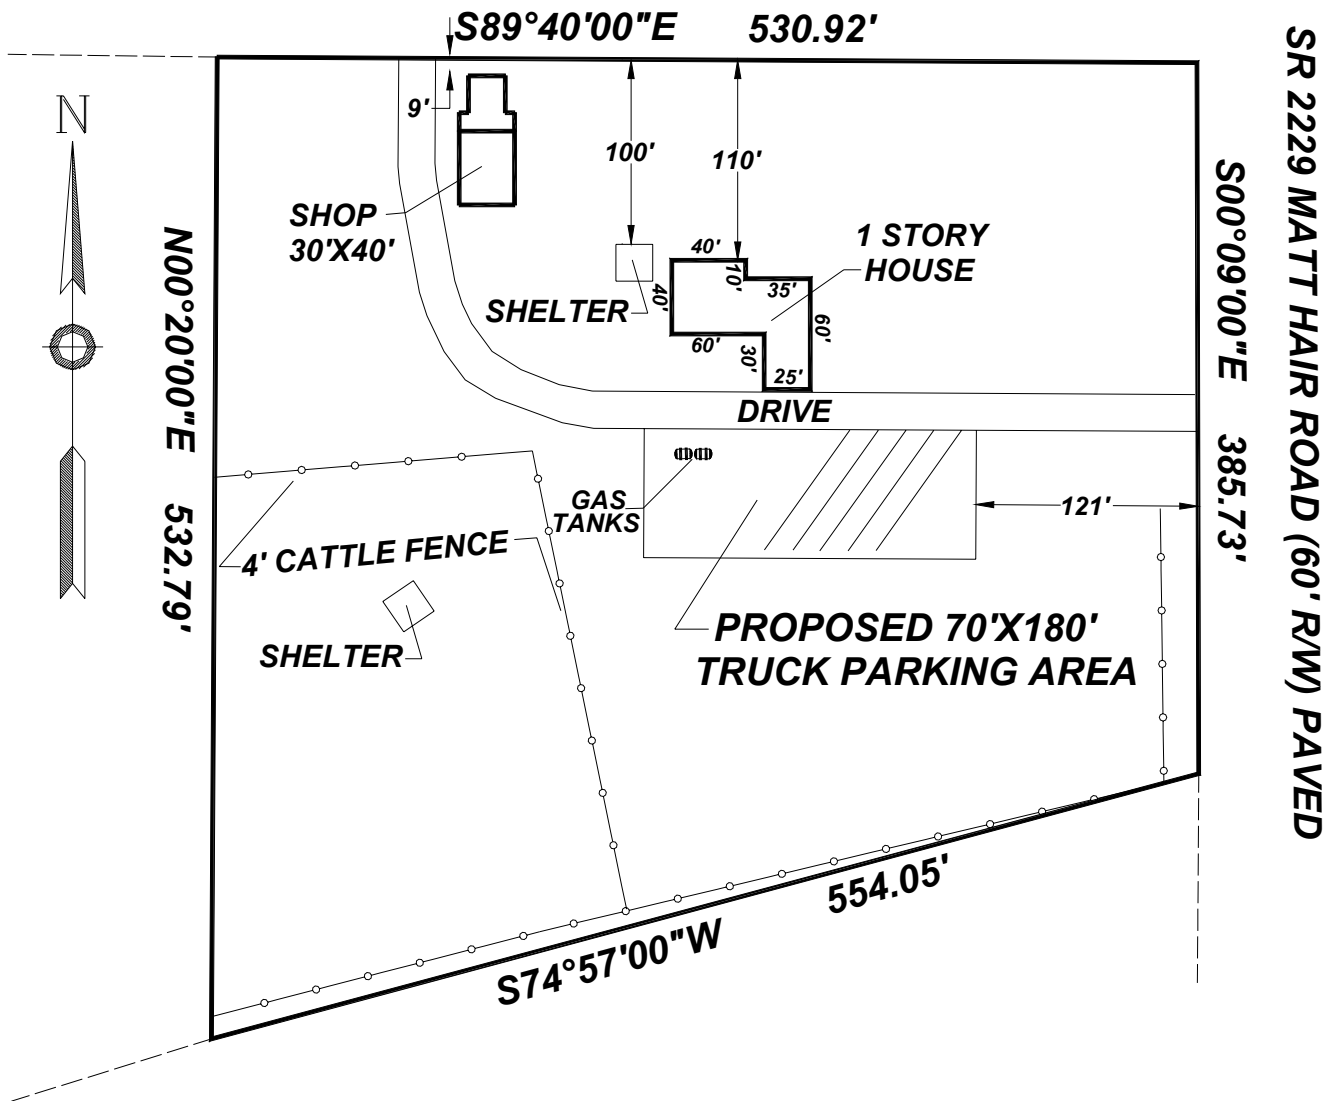 S89°40'00"E 530.92'
SR 2229 MATT HAIR ROAD (60' R/W) PAVED
N
9'
100'
110'
S00°09'00"E 385.73'
SHOP
30'X40'
1 STORY
HOUSE
N00°20'00"E 532.79'
40'
10'
35'
40'
SHELTER
60'
60'
30'
25'
DRIVE
GAS
TANKS
121'
4' CATTLE FENCE
SHELTER
PROPOSED 70'X180'
TRUCK PARKING AREA
S74°57'00"W 554.05'